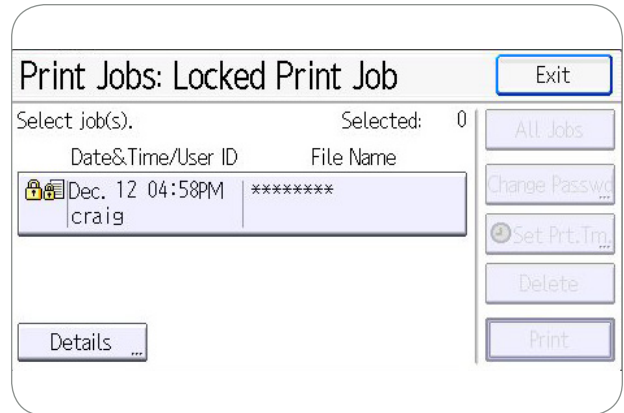 Print Jobs: Locked Print Job
Exit
Select job(s).
Selected: 0
All Jobs
Date&Time/User ID
File Name
Change Passwd
Dec. 12 04:58PM
********
craig
Set Prt.Tm.
Delete
Details
Print